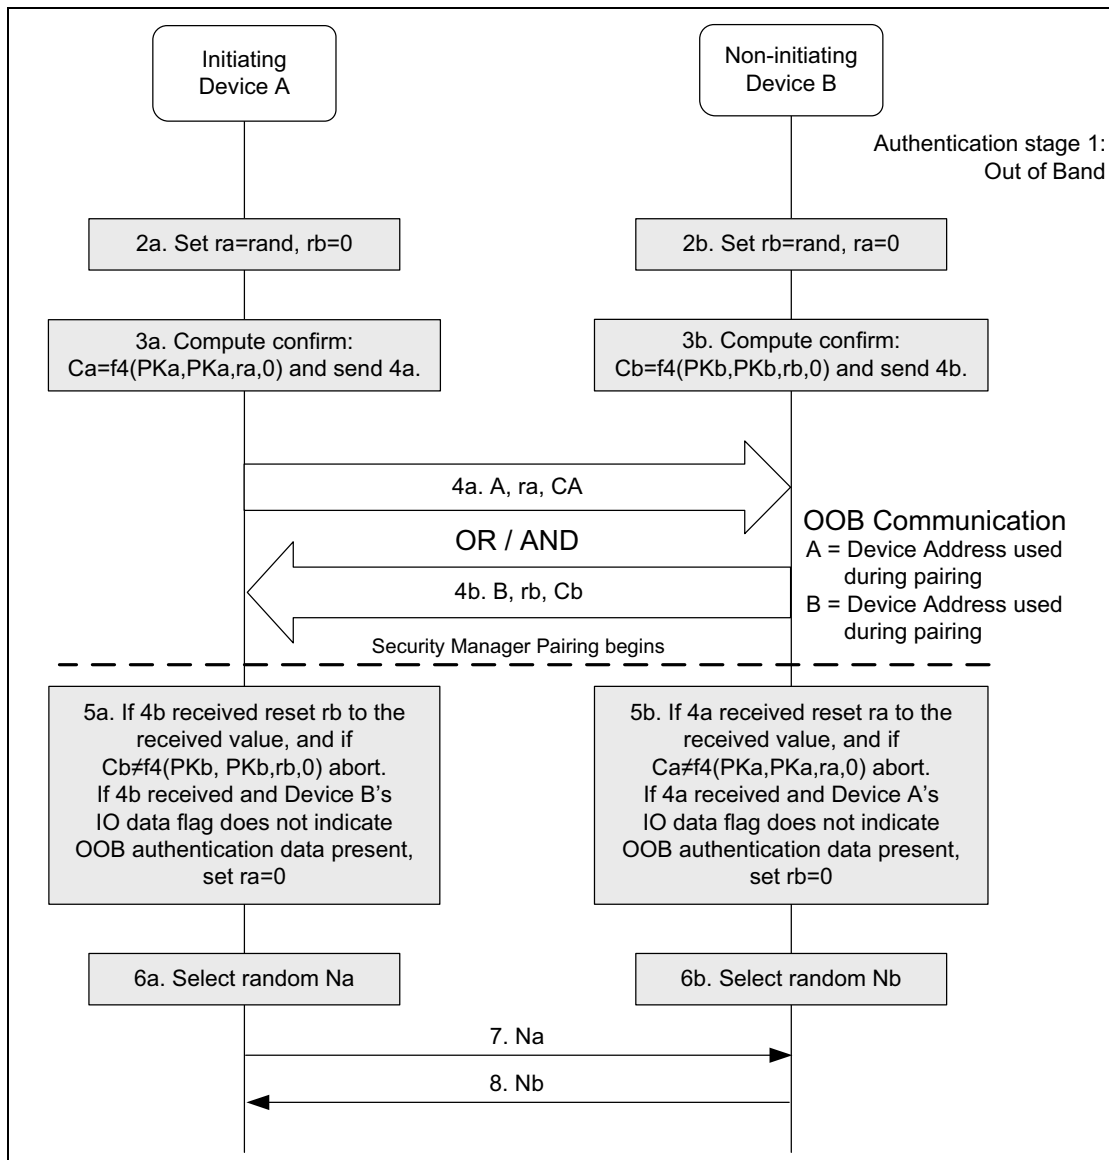 Initiating
Device A
Non-initiating
Device B
Authentication stage 1:
Out of Band
2a. Set ra=rand, rb=0
2b. Set rb=rand, ra=0
3a. Compute confirm:
Ca=f4(PKa,PKa,ra,0) and send 4a.
3b. Compute confirm:
Cb=f4(PKb,PKb,rb,0) and send 4b.
4a. A, ra, CA
OR / AND
4b. B, rb, Cb
OOB Communication
A = Device Address used
during pairing
B = Device Address used
during pairing
Security Manager Pairing begins
5a. If 4b received reset rb to the
received value, and if
Cb≠f4(PKb, PKb,rb,0) abort.
If 4b received and Device B’s
IO data flag does not indicate
OOB authentication data present,
set ra=0
5b. If 4a received reset ra to the
received value, and if
Ca≠f4(PKa,PKa,ra,0) abort.
If 4a received and Device A’s
IO data flag does not indicate
OOB authentication data present,
set rb=0
6a. Select random Na
6b. Select random Nb
7. Na
8. Nb